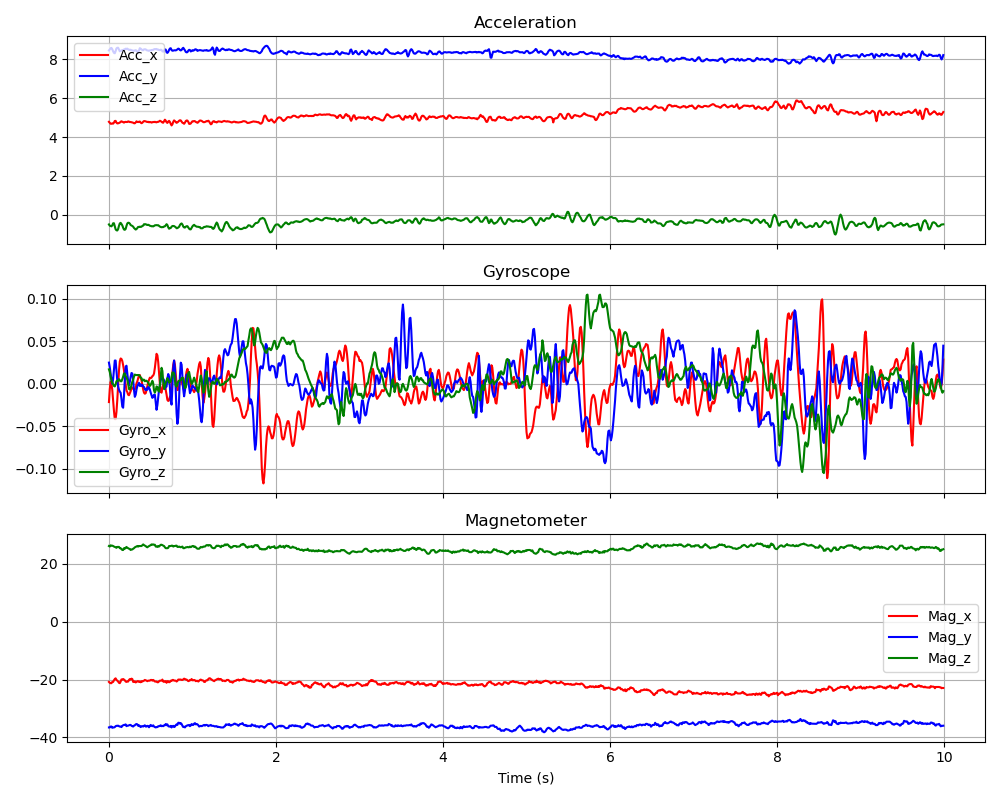 Acceleration
8
6
4
2
0
Acc_x
Acc_y
Acc_z
Gyroscope
0.10
0.05
0.00
−0.05
−0.10
Gyro_x
Gyro_y
Gyro_z
Magnetometer
20
0
−20
−40
Mag_x
Mag_y
Mag_z
0 2 4 6 8 10
Time (s)